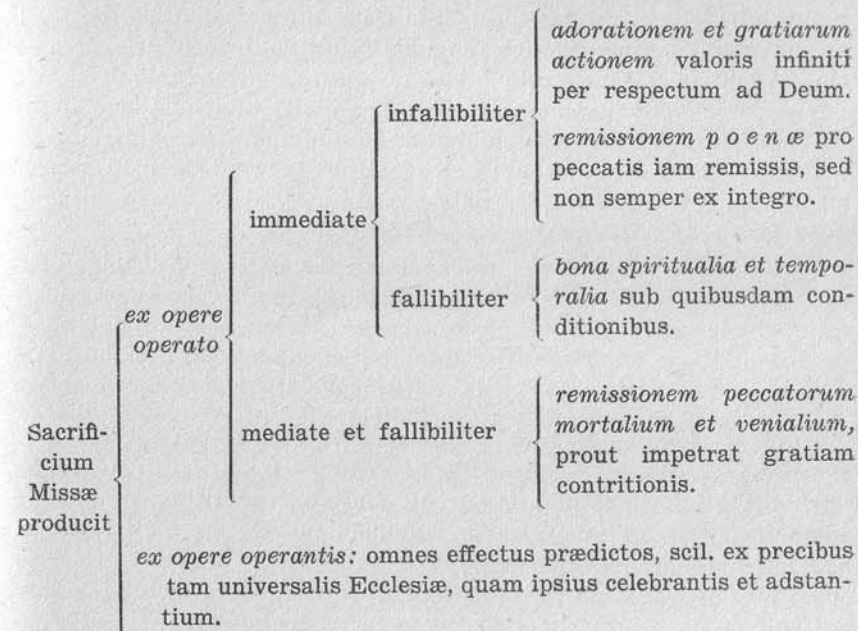 adorationem et gratiarum
actionem valoris infiniti
per respectum ad Deum.
infallibiliter
remissionem pœnæ pro
peccatis iam remissis, sed
non semper ex integro.
immediate
fallibiliter
bona spiritualia et tempo-
ralia sub quibusdam con-
ditionibus.
ex opere
operato
mediate et fallibiliter
remissionem peccatorum
mortalium et venialium,
prout impetrat gratiam
contritionis.
Sacrifi-
cium
Missæ
producit
ex opere operantis: omnes effectus prædictos, scil. ex precibus
tam universalis Ecclesiæ, quam ipsius celebrantis et adstan-
tium.